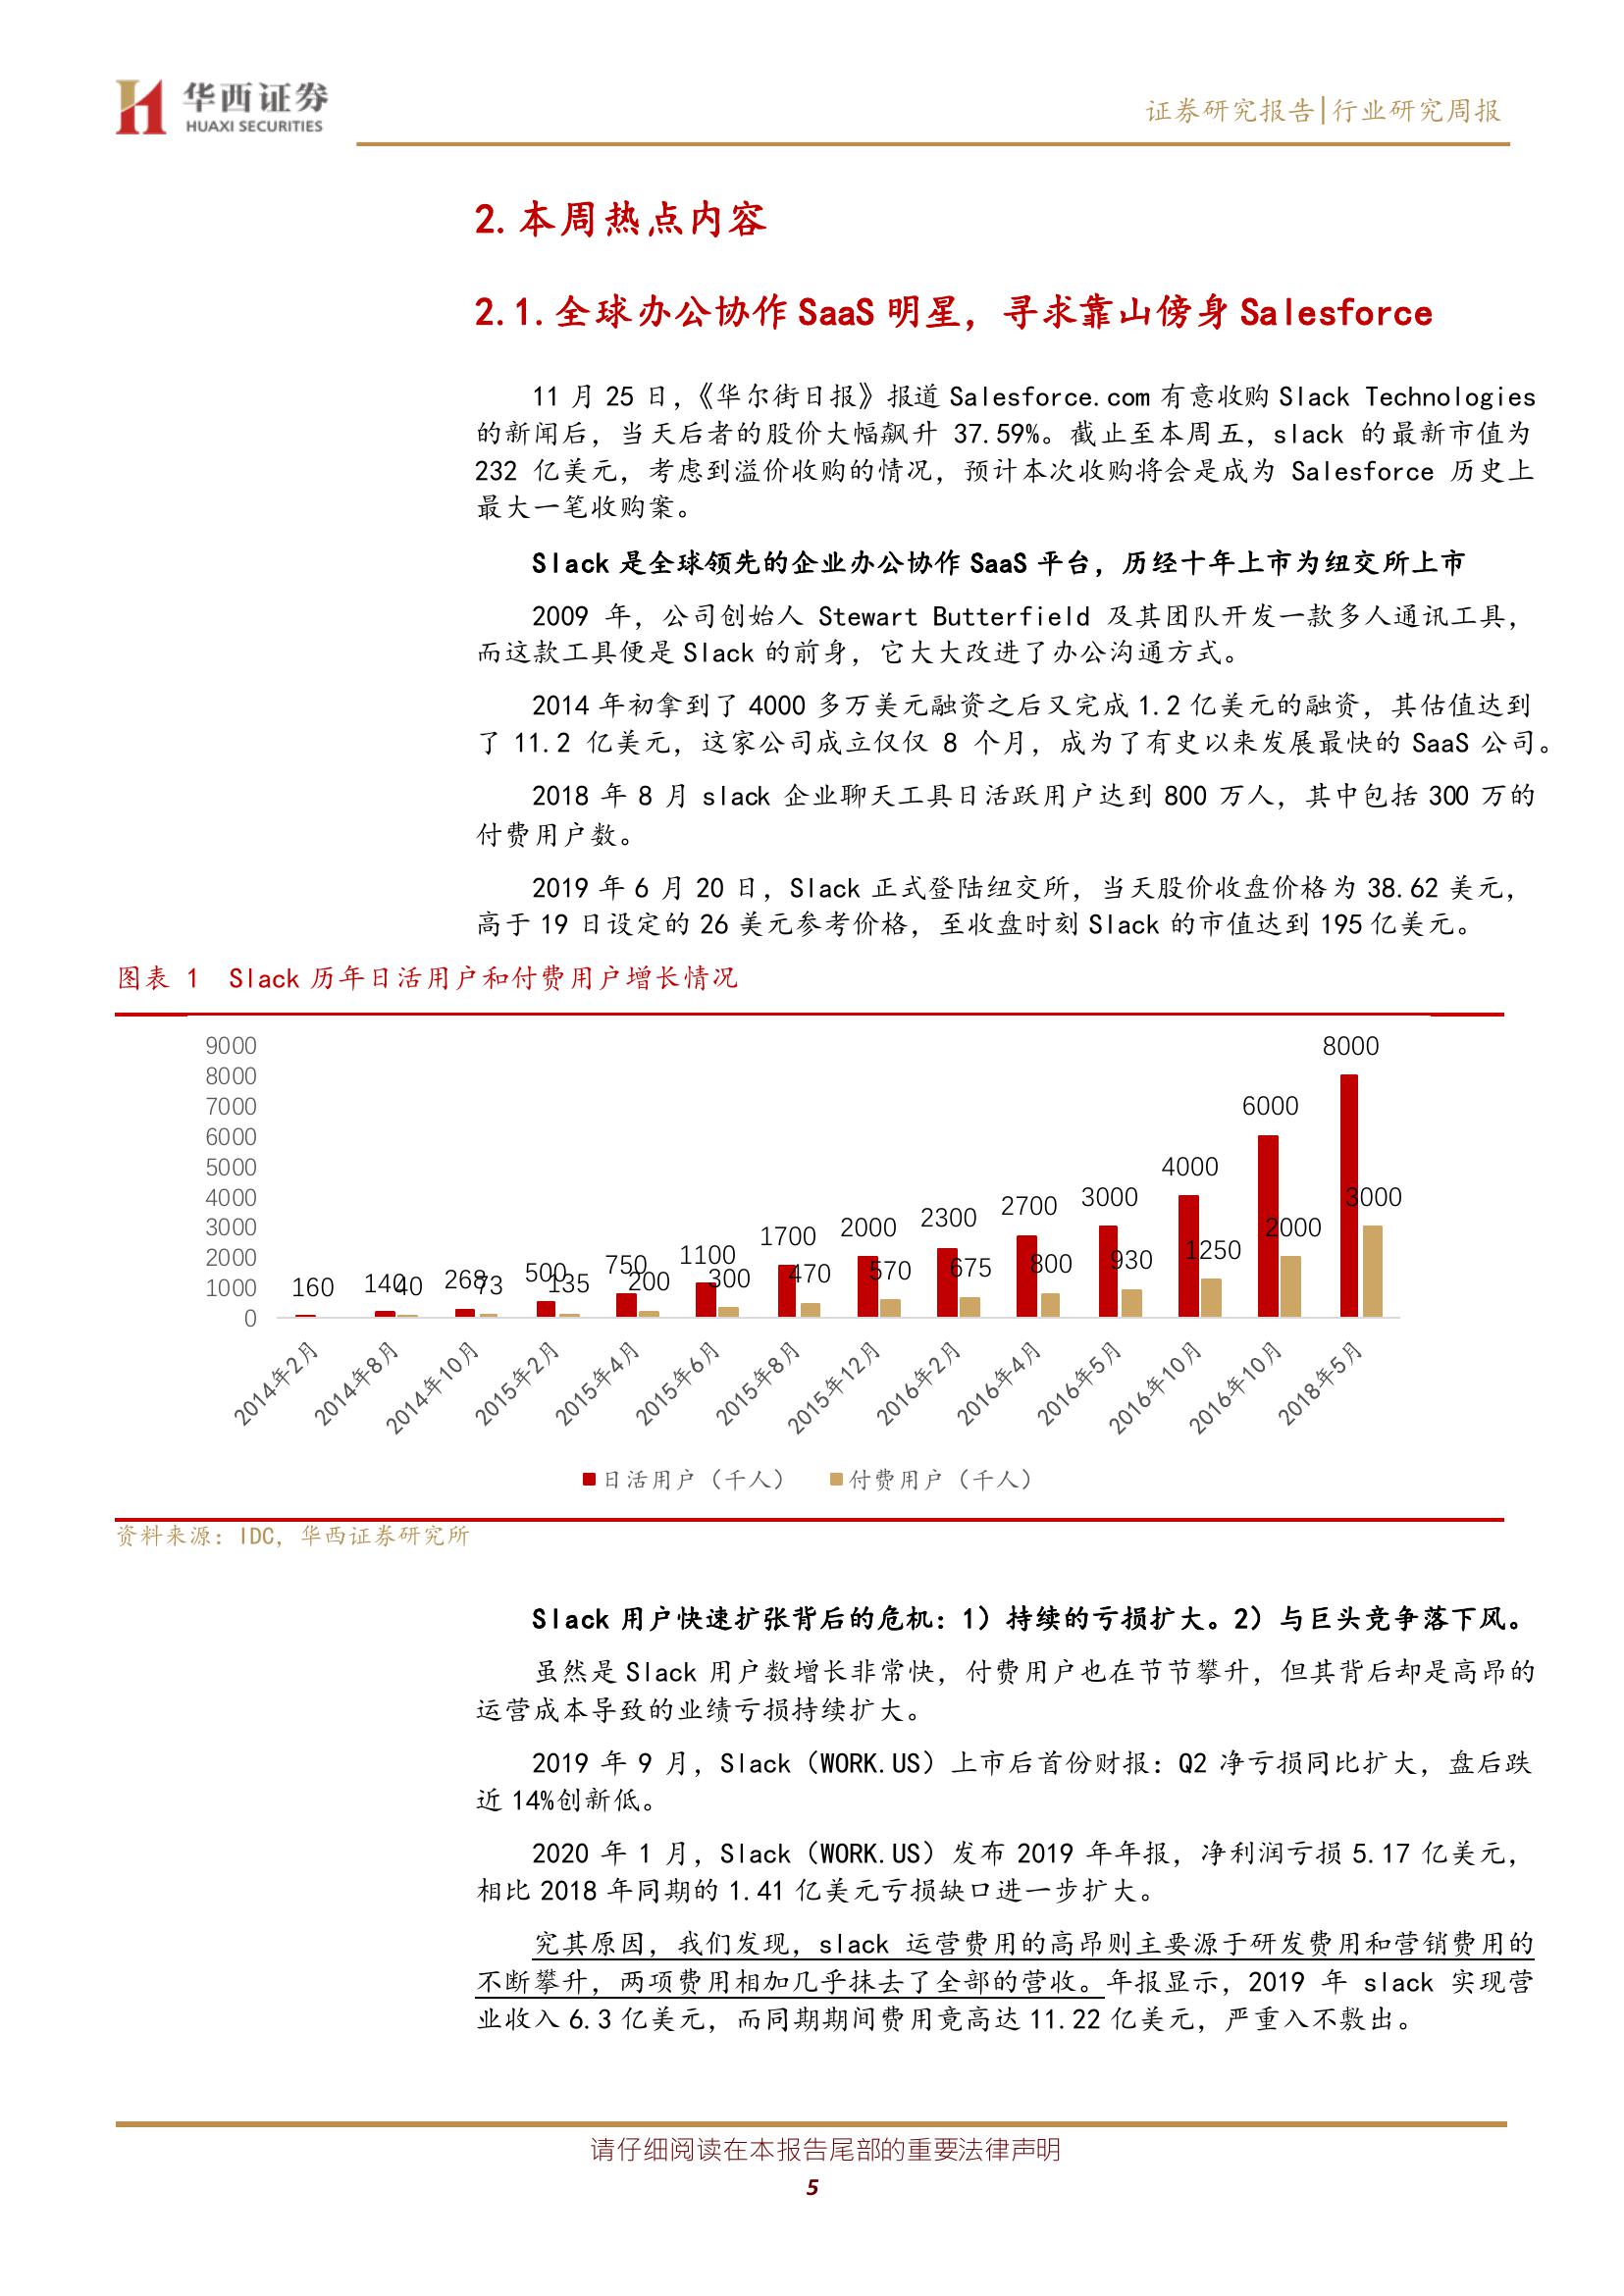 华西证券
HUAXI SECURITIES
证券研究报告|行业研究周报
2.本周热点内容
2.1.全球办公协作 SaaS 明星，寻求靠山傍身 Salesforce
11 月 25 日，《华尔街日报》报道 Salesforce.com 有意收购 Slack Technologies
的新闻后，当天后者的股价大幅飙升 37.59%。截止至本周五，slack 的最新市值为
232 亿美元，考虑到溢价收购的情况，预计本次收购将会是成为 Salesforce 历史上
最大一笔收购案。
Slack 是全球领先的企业办公协作 SaaS 平台，历经十年上市为纽交所上市
2009 年，公司创始人 Stewart Butterfield 及其团队开发一款多人通讯工具，
而这款工具便是 Slack 的前身，它大大改进了办公沟通方式。
2014 年初拿到了 4000 多万美元融资之后又完成 1.2 亿美元的融资，其估值达到
了 11.2 亿美元，这家公司成立仅仅 8 个月，成为了有史以来发展最快的 SaaS 公司。
2018 年 8 月 slack 企业聊天工具日活跃用户达到 800 万人，其中包括 300 万的
付费用户数。
2019 年 6 月 20 日，Slack 正式登陆纽交所，当天股价收盘价格为 38.62 美元，
高于 19 日设定的 26 美元参考价格，至收盘时刻 Slack 的市值达到 195 亿美元。
图表 1 Slack 历年日活用户和付费用户增长情况
9000
8000
7000
6000
5000
4000
3000
2000
1000
0
160
140
40
268
73
500
135
750
200
1100
300
1700
470
2000
570
2300
675
2700
800
3000
930
4000
1250
6000
2000
8000
3000
2014年2月
2014年8月
2014年10月
2015年2月
2015年4月
2015年6月
2015年8月
2015年12月
2016年2月
2016年4月
2016年5月
2016年10月
2016年10月
2018年5月
日活用户（千人）
付费用户（千人）
资料来源：IDC，华西证券研究所
Slack 用户快速扩张背后的危机：1）持续的亏损扩大。2）与巨头竞争落下风。
虽然是 Slack 用户数增长非常快，付费用户也在节节攀升，但其背后却是高昂的
运营成本导致的业绩亏损持续扩大。
2019 年 9 月，Slack（WORK.US）上市后首份财报：Q2 净亏损同比扩大，盘后跌
近 14%创新低。
2020 年 1 月，Slack（WORK.US）发布 2019 年年报，净利润亏损 5.17 亿美元，
相比 2018 年同期的 1.41 亿美元亏损缺口进一步扩大。
究其原因，我们发现，slack 运营费用的高昂则主要源于研发费用和营销费用的
不断攀升，两项费用相加几乎抹去了全部的营收。年报显示，2019 年 slack 实现营
业收入 6.3 亿美元，而同期期间费用竟高达 11.22 亿美元，严重入不敷出。
请仔细阅读在本报告尾部的重要法律声明
5